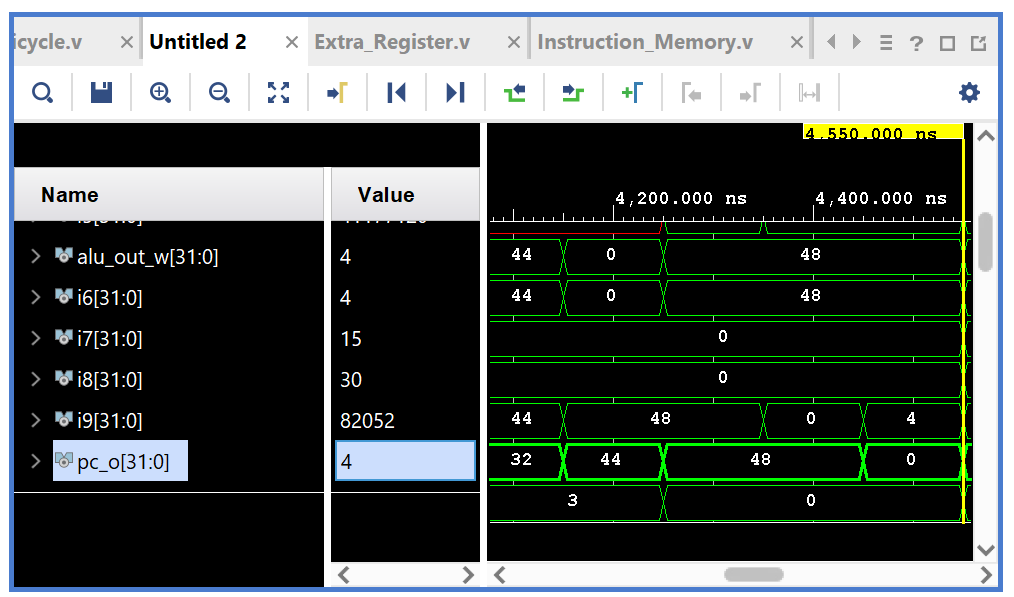 icycle.v × Untitled 2 × Extra_Register.v × Instruction_Memory.v ×
4,550.000 ns
Name Value 4,200.000 ns 4,400.000 ns
alu_out_w[31:0] 4 44 0 48
i6[31:0] 4 44 0 48
i7[31:0] 15 0
i8[31:0] 30 0
i9[31:0] 82052 44 48 0 4
pc_o[31:0] 4 32 44 48 0
3 0